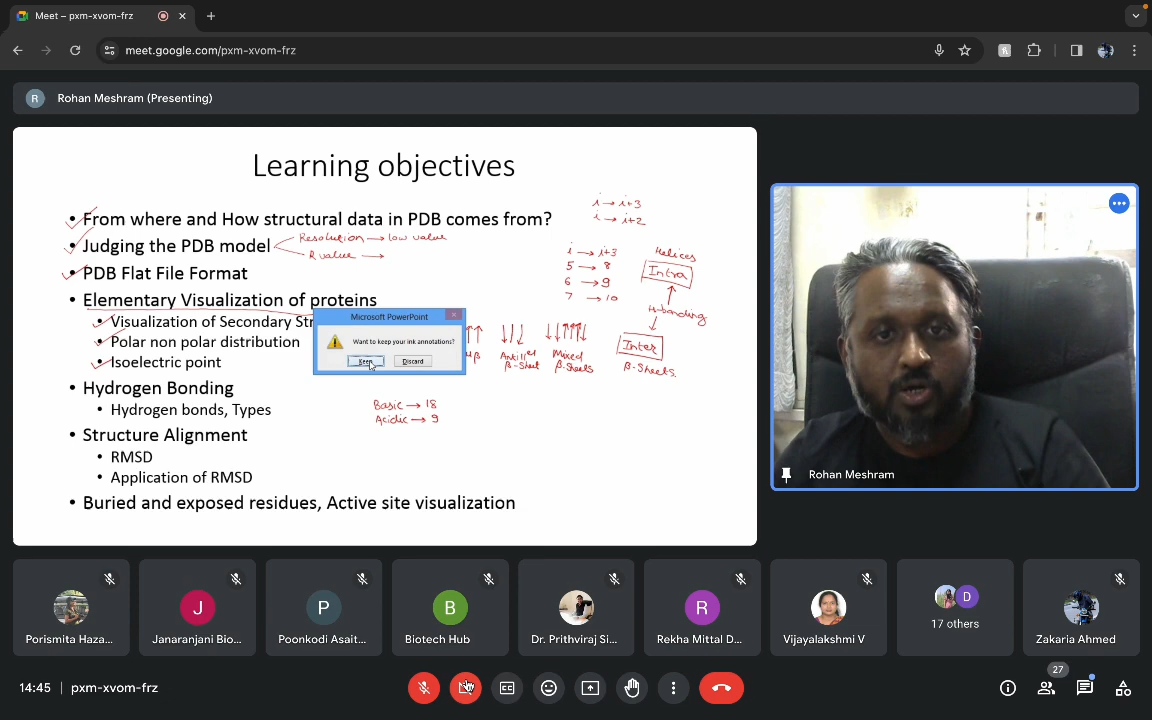 Meet – pxm-xvom-frz
meet.google.com/pxm-xvom-frz
R
Rohan Meshram (Presenting)
Learning objectives
• From where and How structural data in PDB comes from?
• Judging the PDB model
Resolution → low value
R value →
• PDB Flat File Format
• Elementary Visualization of proteins
• Visualization of Secondary Str
• Polar non polar distribution
• Isoelectric point
• Hydrogen Bonding
• Hydrogen bonds, Types
• Structure Alignment
• RMSD
• Application of RMSD
• Buried and exposed residues, Active site visualization
i → i+3
i → i+2
i → i+3
5 → 8
6 → 9
7 → 10
Helices
Intra
H-bonding
Inter
β-Sheets
β-Sheet
Mixed
β-Sheets
Basic → 18
Acidic → 9
Microsoft PowerPoint
Want to keep your ink annotations?
Keep
Discard
Rohan Meshram
Porismita Haza...
J
Janaranjani Bio...
P
Poonkodi Asait...
B
Biotech Hub
Dr. Prithviraj Si...
R
Rekha Mittal D...
Vijayalakshmi V
D
17 others
Zakaria Ahmed
14:45 | pxm-xvom-frz
27